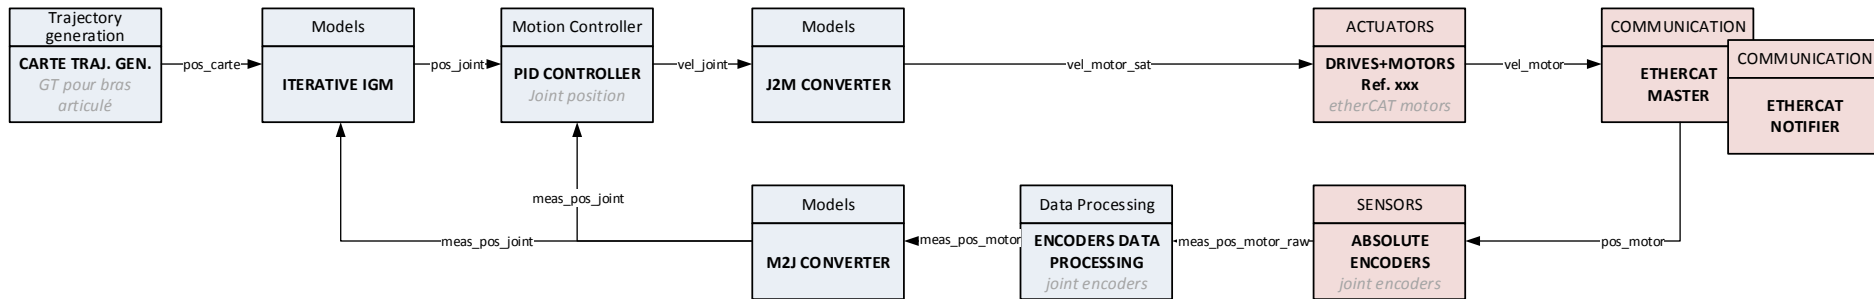 Trajectory
generation
CARTE TRAJ. GEN.
GT pour bras
articulé
pos_carte
Models
ITERATIVE IGM
pos_joint
Motion Controller
PID CONTROLLER
Joint position
vel_joint
Models
J2M CONVERTER
vel_motor_sat
ACTUATORS
DRIVES+MOTORS
Ref. xxx
etherCAT motors
vel_motor
COMMUNICATION
ETHERCAT
MASTER
COMMUNICATION
ETHERCAT
NOTIFIER
meas_pos_joint
meas_pos_joint
Models
M2J CONVERTER
meas_pos_motor
Data Processing
ENCODERS DATA
PROCESSING
joint encoders
meas_pos_motor_raw
SENSORS
ABSOLUTE
ENCODERS
joint encoders
pos_motor